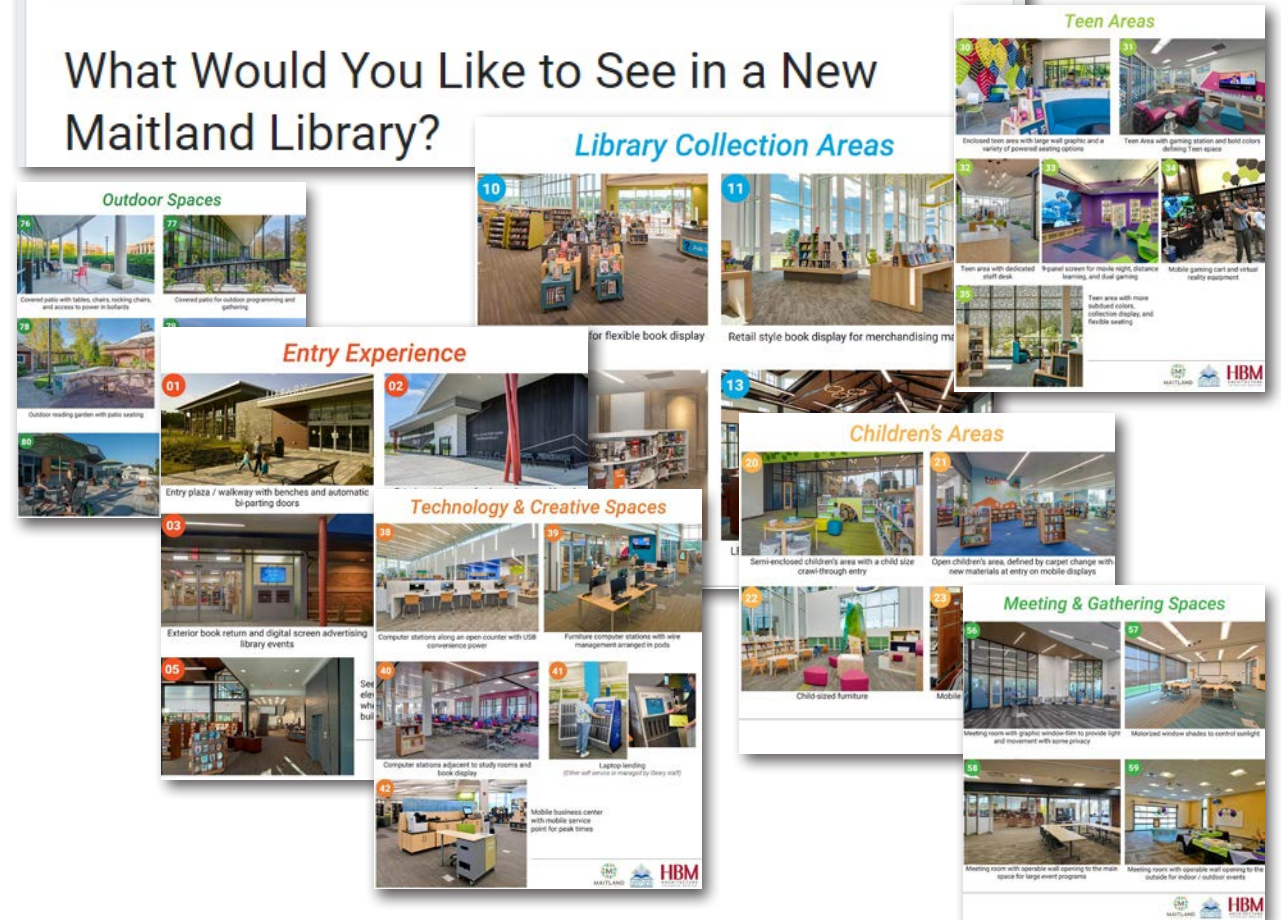 What Would You Like to See in a New
Maitland Library?
Outdoor Spaces
76
77
Covered patio with tables, chairs, rocking chairs,
and access to power in bollards
Covered patio for outdoor programming and
gathering
78
79
Outdoor reading garden with patio seating
80
Entry Experience
01
02
Entry plaza / walkway with benches and automatic
bi-parting doors
03
Exterior book return and digital screen advertising
library events
05
See
Library Collection Areas
10
11
for flexible book display
Retail style book display for merchandising
13
Technology & Creative Spaces
38
39
Computer stations along an open counter with USB
convenience power
Furniture computer stations with wire
management arranged in pods
40
41
Computer stations adjacent to study rooms and
book display
Laptop lending
(Either self service or managed by library staff)
42
Mobile business center
with mobile service
point for peak times
MAITLAND
HBM
ARCHITECTURE
Teen Areas
30
31
Enclosed teen area with large wall graphic and a
variety of powered seating options
Teen Area with gaming station and bold colors
defining Teen space
32
33
34
Teen area with dedicated
staff desk
9-panel screen for movie night, distance
learning, and dual gaming
Mobile gaming cart and virtual
reality equipment
35
Teen area with more
subdued colors,
collection display, and
flexible seating
MAITLAND
HBM
ARCHITECTURE
Children's Areas
20
21
Semi-enclosed children's area with a child size
crawl-through entry
Open children's area, defined by carpet change with
new materials at entry on mobile displays
22
23
Child-sized furniture
Mobile
Meeting & Gathering Spaces
56
57
Meeting room with graphic window-film to provide light
and movement with some privacy
Motorized window shades to control sunlight
58
59
Meeting room with operable wall opening to the main
space for large event programs
Meeting room with operable wall opening to the
outside for indoor / outdoor events
MAITLAND
HBM
ARCHITECTURE